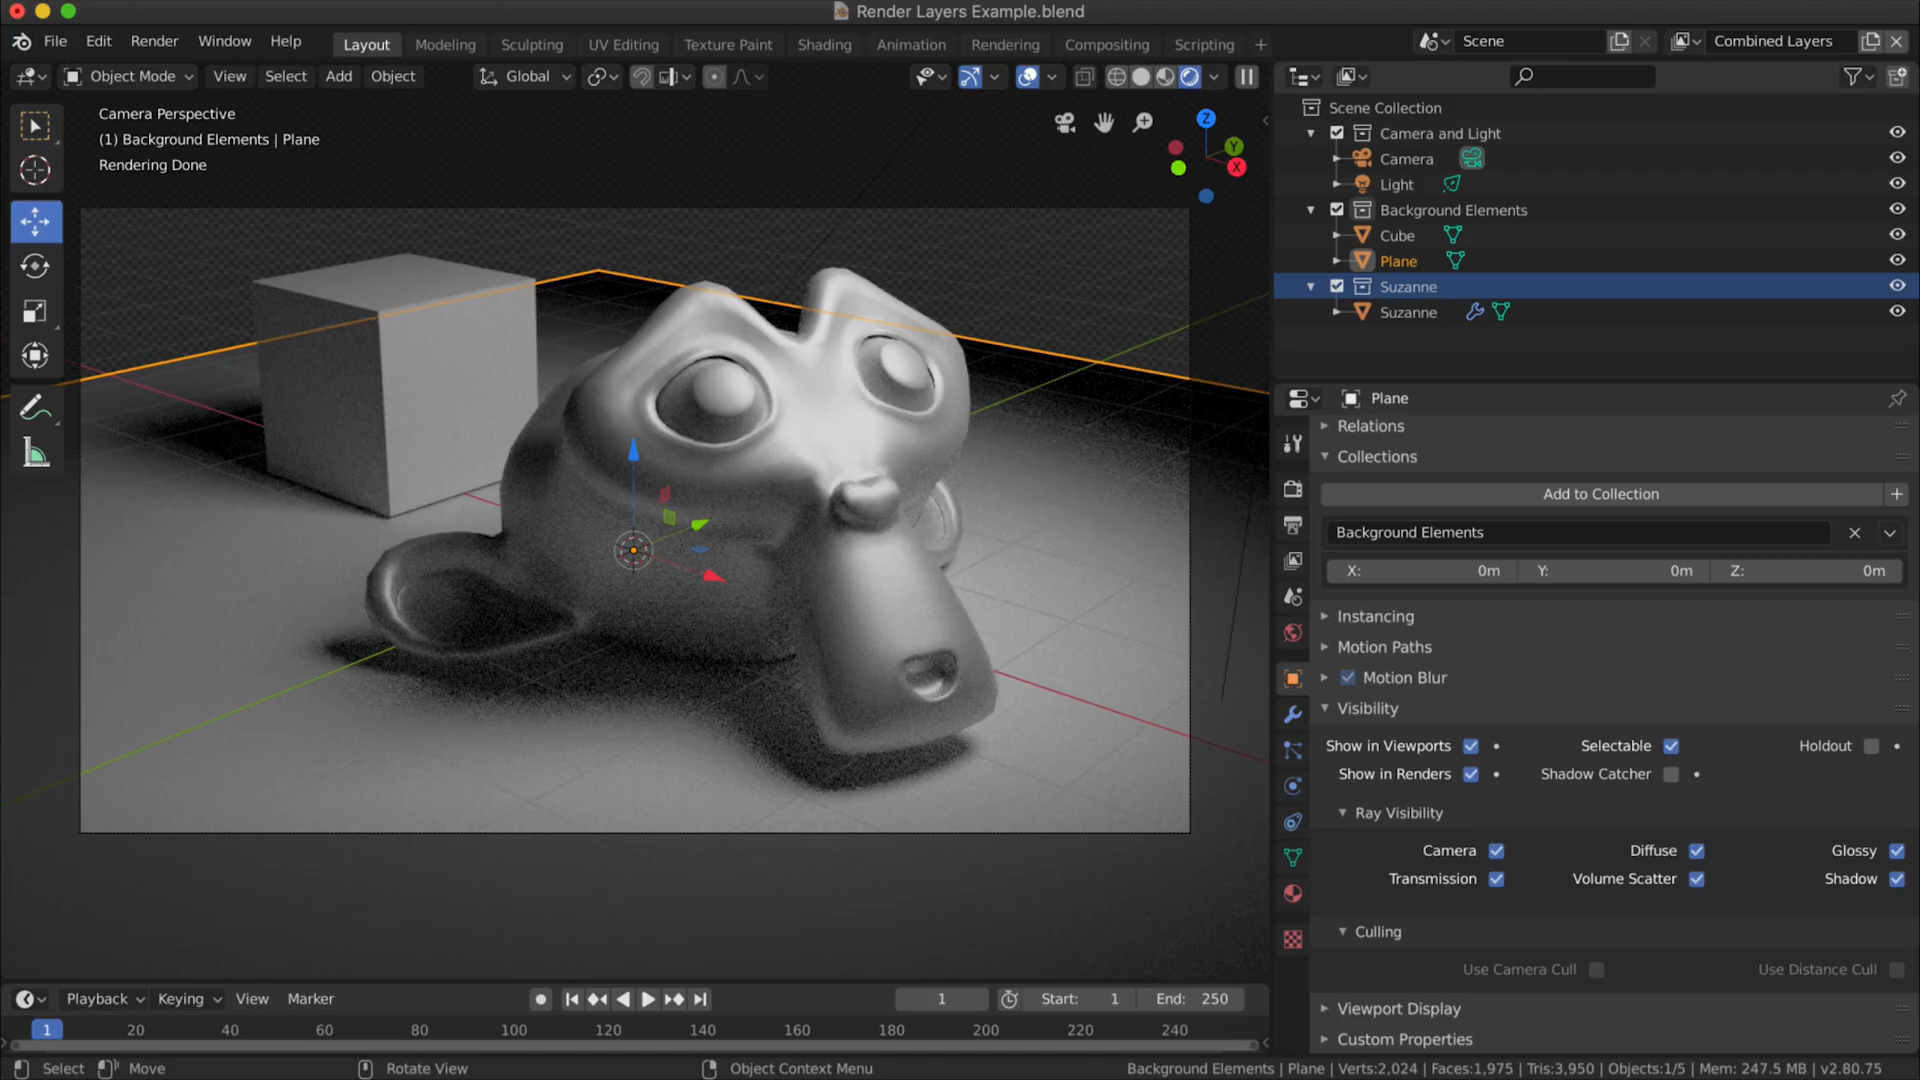 Render Layers Example.blend
File Edit Render Window Help Layout Modeling Sculpting UV Editing Texture Paint Shading Animation Rendering Compositing Scripting + Scene Combined Layers
Object Mode View Select Add Object Global
Camera Perspective
(1) Background Elements | Plane
Rendering Done
Z
Y
X
Scene Collection
Camera and Light
Camera
Light
Background Elements
Cube
Plane
Suzanne
Suzanne
Plane
Relations
Collections
Add to Collection
Background Elements
X: 0m Y: 0m Z: 0m
Instancing
Motion Paths
Motion Blur
Visibility
Show in Viewports Selectable Holdout
Show in Renders Shadow Catcher
Ray Visibility
Camera Diffuse Glossy
Transmission Volume Scatter Shadow
Culling
Use Camera Cull Use Distance Cull
Viewport Display
Custom Properties
Playback Keying View Marker 1 Start: 1 End: 250
1 20 40 60 80 100 120 140 160 180 200 220 240
Select Move Rotate View Object Context Menu Background Elements | Plane | Verts:2,024 | Faces:1,975 | Tris:3,950 | Objects:1/5 | Mem: 247.5 MB | v2.80.75